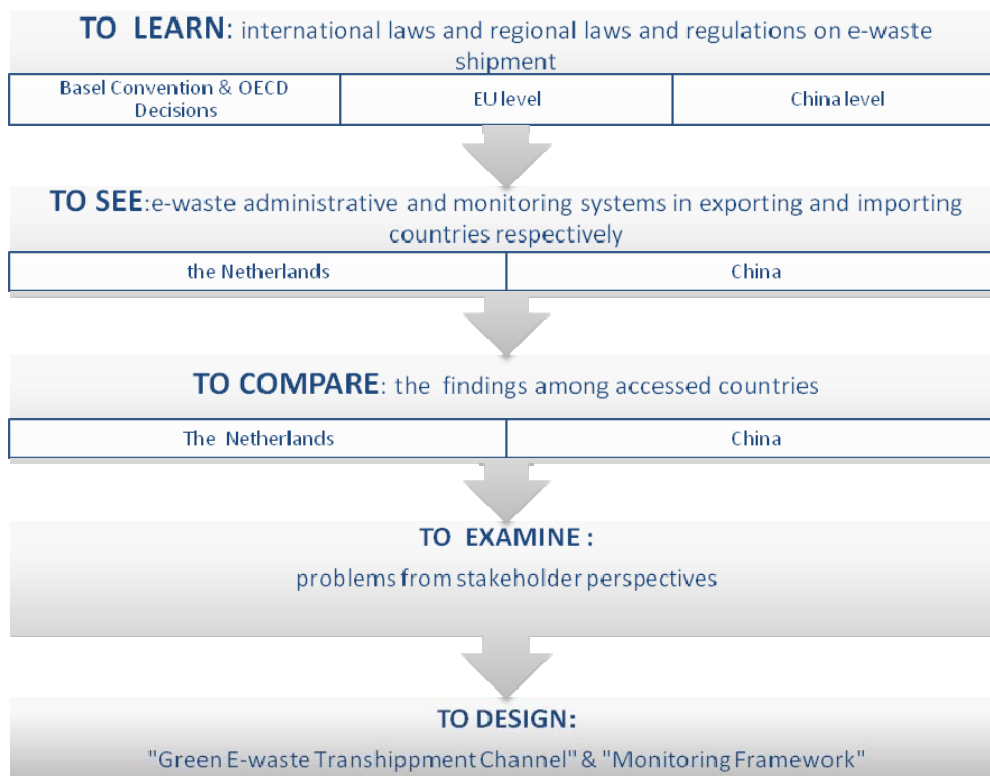 TO LEARN: international laws and regional laws and regulations on e-waste
shipment
Basel Convention & OECD
Decisions
EU level
China level
TO SEE:e-waste administrative and monitoring systems in exporting and importing
countries respectively
the Netherlands
China
TO COMPARE: the findings among accessed countries
The Netherlands
China
TO EXAMINE :
problems from stakeholder perspectives
TO DESIGN:
"Green E-waste Transhippment Channel" & "Monitoring Framework"